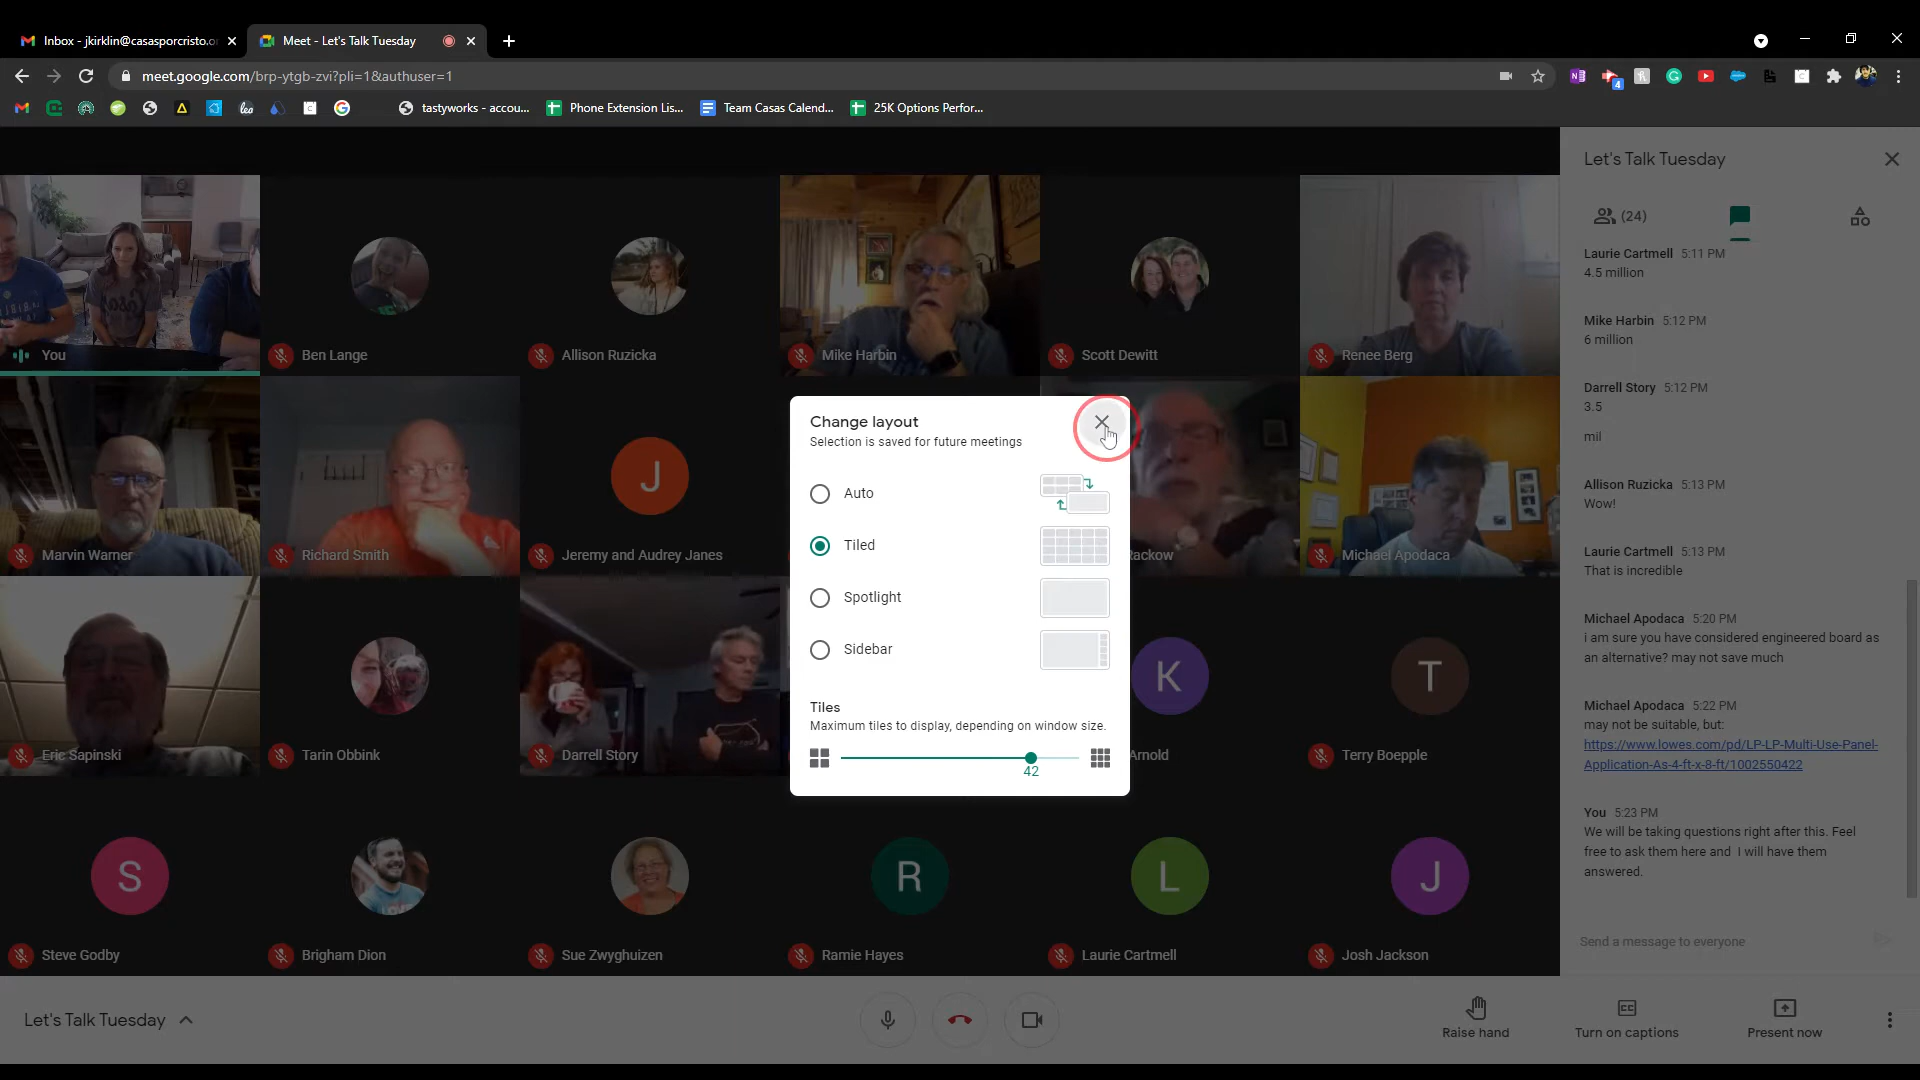 Inbox - jkirklin@casasporcristo.o
Meet - Let's Talk Tuesday
meet.google.com/brp-ytgb-zvi?pli=1&authuser=1
4
lea
tastyworks - accou...
Phone Extension Lis...
Team Casas Calend...
25K Options Perfor...
Let's Talk Tuesday
(24)
You
Ben Lange
Allison Ruzicka
Mike Harbin
Scott Dewitt
Renee Berg
Marvin Warner
Richard Smith
J
Jeremy and Audrey Janes
Rackow
Michael Apodaca
Eric Sapinski
Tarin Obbink
Darrell Story
K
Arnold
T
Terry Boepple
S
Steve Godby
Brigham Dion
Sue Zwyghuizen
R
Ramie Hayes
L
Laurie Cartmell
J
Josh Jackson
Change layout
Selection is saved for future meetings
Auto
Tiled
Spotlight
Sidebar
Tiles
Maximum tiles to display, depending on window size.
42
Laurie Cartmell 5:11 PM
4.5 million
Mike Harbin 5:12 PM
6 million
Darrell Story 5:12 PM
3.5
mil
Allison Ruzicka 5:13 PM
Wow!
Laurie Cartmell 5:13 PM
That is incredible
Michael Apodaca 5:20 PM
i am sure you have considered engineered board as
an alternative? may not save much
Michael Apodaca 5:22 PM
may not be suitable, but:
https://www.lowes.com/pd/LP-LP-Multi-Use-Panel-
Application-As-4-ft-x-8-ft/1002550422
You 5:23 PM
We will be taking questions right after this. Feel
free to ask them here and I will have them
answered.
Send a message to everyone
Let's Talk Tuesday
Raise hand
Turn on captions
Present now